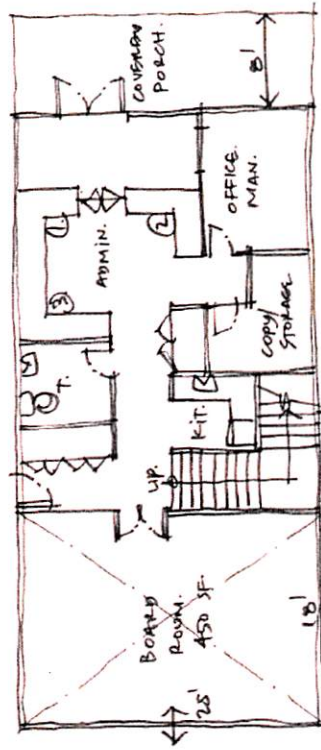 COVERED
PORCH.
8'
OFFICE
MAN.
ADMIN.
1
2
3
COPY/
STORAGE
T.
KIT.
UP.
BOARD
ROOM.
450 SF.
18'
25'